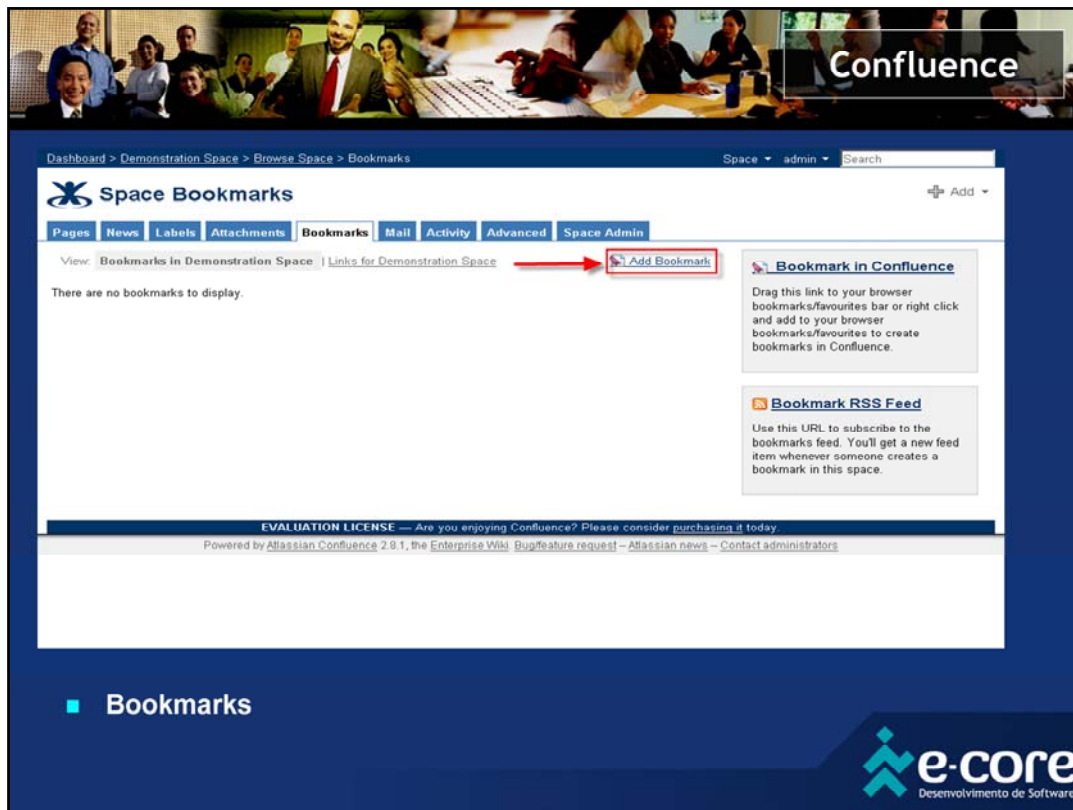 Confluence
Dashboard > Demonstration Space > Browse Space > Bookmarks
Space admin Search
Space Bookmarks
Add
Pages News Labels Attachments Bookmarks Mail Activity Advanced Space Admin
View: Bookmarks in Demonstration Space | Links for Demonstration Space
Add Bookmark
There are no bookmarks to display.
Bookmark in Confluence
Drag this link to your browser
bookmarks/favourites bar or right click
and add to your browser
bookmarks/favourites to create
bookmarks in Confluence.
Bookmark RSS Feed
Use this URL to subscribe to the
bookmarks feed. You'll get a new feed
item whenever someone creates a
bookmark in this space.
EVALUATION LICENSE — Are you enjoying Confluence? Please consider purchasing it today.
Powered by Atlassian Confluence 2.8.1, the Enterprise Wiki. Bug/feature request – Atlassian news – Contact administrators
Bookmarks
e-core
Desenvolvimento de Software